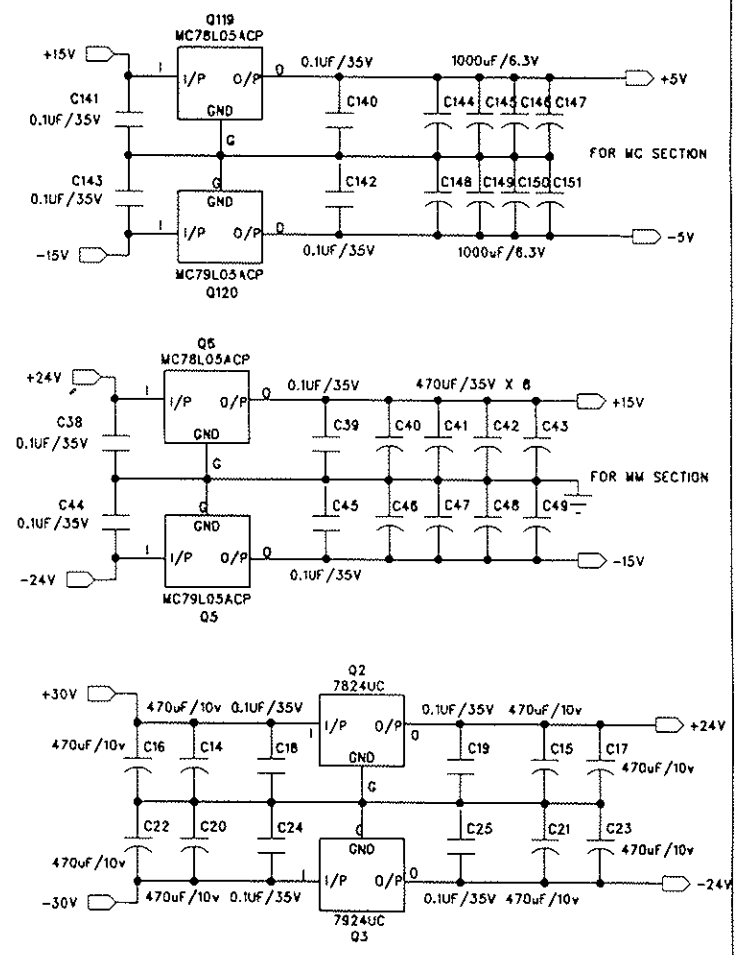 Q119
MC78L05ACP
+15V
I
I/P O/P
O
0.1UF/35V
1000uF/6.3V
+5V
C141
0.1UF/35V
GND
G
C140
C144
C145
C146
C147
FOR MC SECTION
C143
0.1UF/35V
G
GND
C142
C148
C149
C150
C151
-15V
I
I/P O/P
O
0.1UF/35V
1000uF/6.3V
-5V
MC79L05ACP
Q120
Q6
MC78L05ACP
+24V
I
I/P O/P
O
0.1UF/35V
470UF/35V X 8
+15V
C38
0.1UF/35V
GND
G
C39
C40
C41
C42
C43
FOR MM SECTION
C44
0.1UF/35V
G
GND
C45
C46
C47
C48
C49
-24V
I
I/P O/P
O
0.1UF/35V
-15V
MC79L05ACP
Q5
Q2
7824UC
+30V
470uF/10v
0.1UF/35V
I
I/P O/P
O
0.1UF/35V
470uF/10v
+24V
470uF/10v
C16
C14
C18
GND
G
C19
C15
C17
470uF/10v
C22
C20
C24
G
GND
C25
C21
C23
470uF/10v
470uF/10v
-30V
470uF/10v
0.1UF/35V
I
I/P O/P
O
0.1UF/35V
470uF/10v
-24V
7924UC
Q3